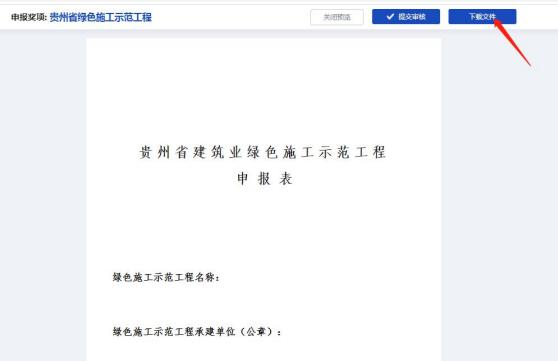 申报奖项: 贵州省绿色施工示范工程
关闭预览
提交审核
下载文件
贵州省建筑业绿色施工示范工程
申报表
绿色施工示范工程名称：
绿色施工示范工程承建单位（公章）：